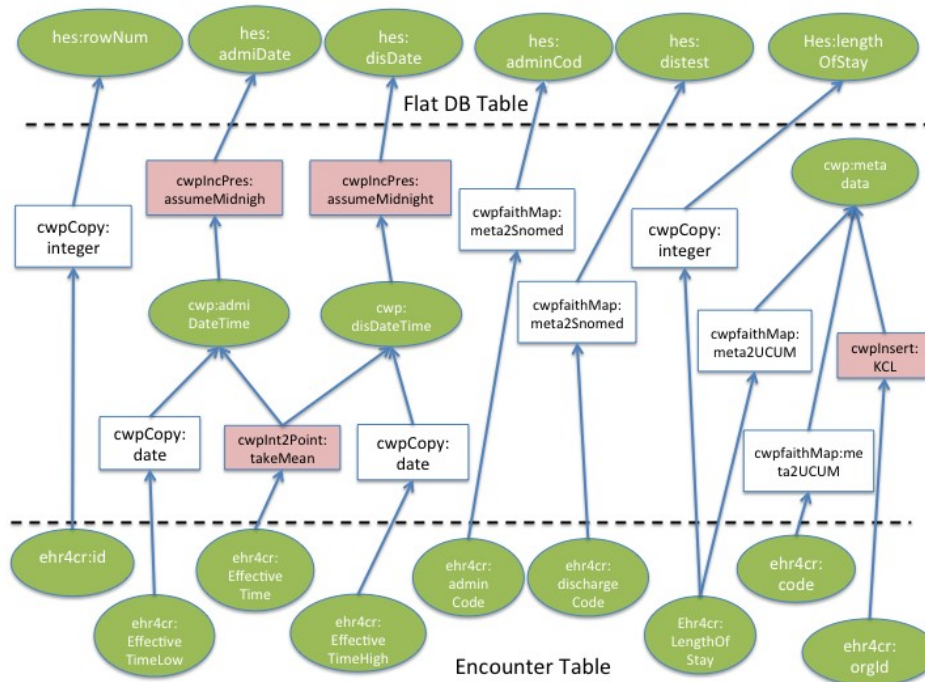 hes:rowNum
hes:
admiDate
hes:
disDate
hes:
adminCod
hes:
distest
Hes:length
OfStay
Flat DB Table
cwpIncPres:
assumeMidnigh
cwpIncPres:
assumeMidnight
cwp:meta
data
cwpCopy:
integer
cwpfaithMap:
meta2Snomed
cwpCopy:
integer
cwp:admi
DateTime
cwp:
disDateTime
cwpfaithMap:
meta2Snomed
cwpfaithMap:
meta2UCUM
cwpInsert:
KCL
cwpCopy:
date
cwpInt2Point:
takeMean
cwpCopy:
date
cwpfaithMap:me
ta2UCUM
ehr4cr:id
ehr4cr:
Effective
Time
ehr4cr:
admin
Code
ehr4cr:
discharge
Code
ehr4cr:
code
ehr4cr:
Effective
TimeLow
ehr4cr:
Effective
TimeHigh
Ehr4cr:
LengthOf
Stay
ehr4cr:
orgId
Encounter Table